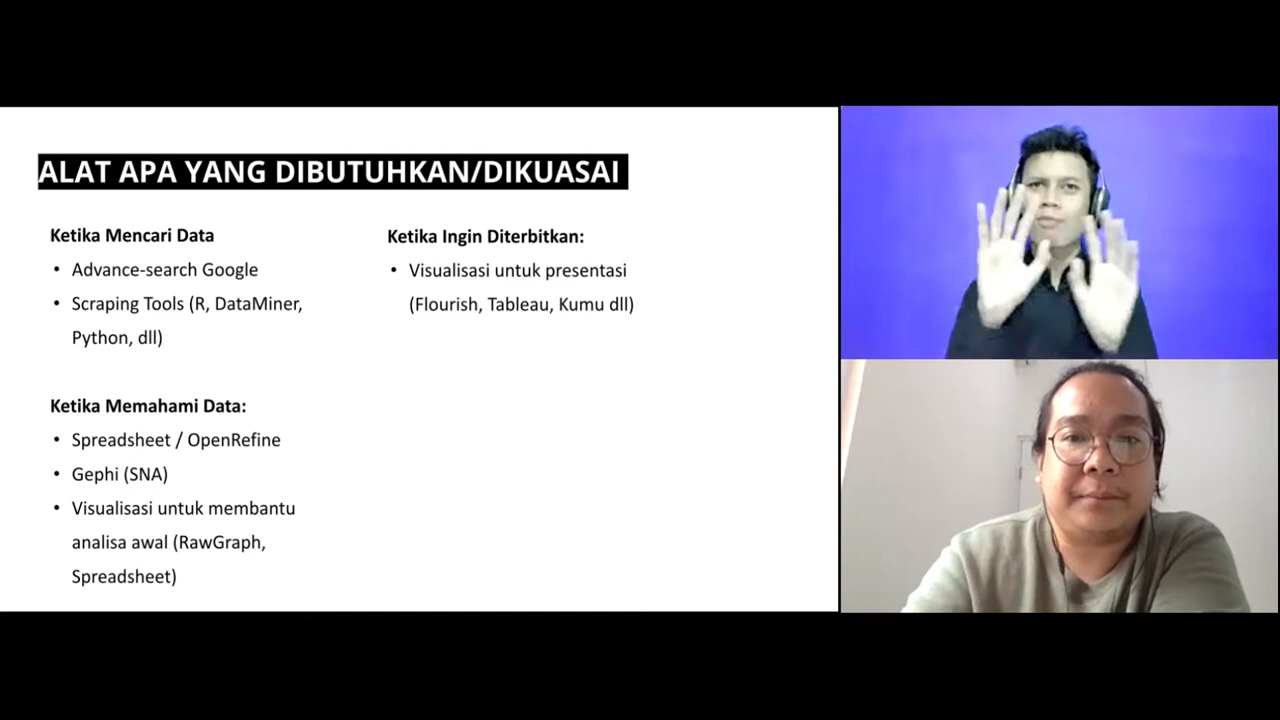 ALAT APA YANG DIBUTUHKAN/DIKUASAI
Ketika Mencari Data
• Advance-search Google
• Scraping Tools (R, DataMiner,
Python, dll)
Ketika Memahami Data:
• Spreadsheet / OpenRefine
• Gephi (SNA)
• Visualisasi untuk membantu
analisa awal (RawGraph,
Spreadsheet)
Ketika Ingin Diterbitkan:
• Visualisasi untuk presentasi
(Flourish, Tableau, Kumu dll)